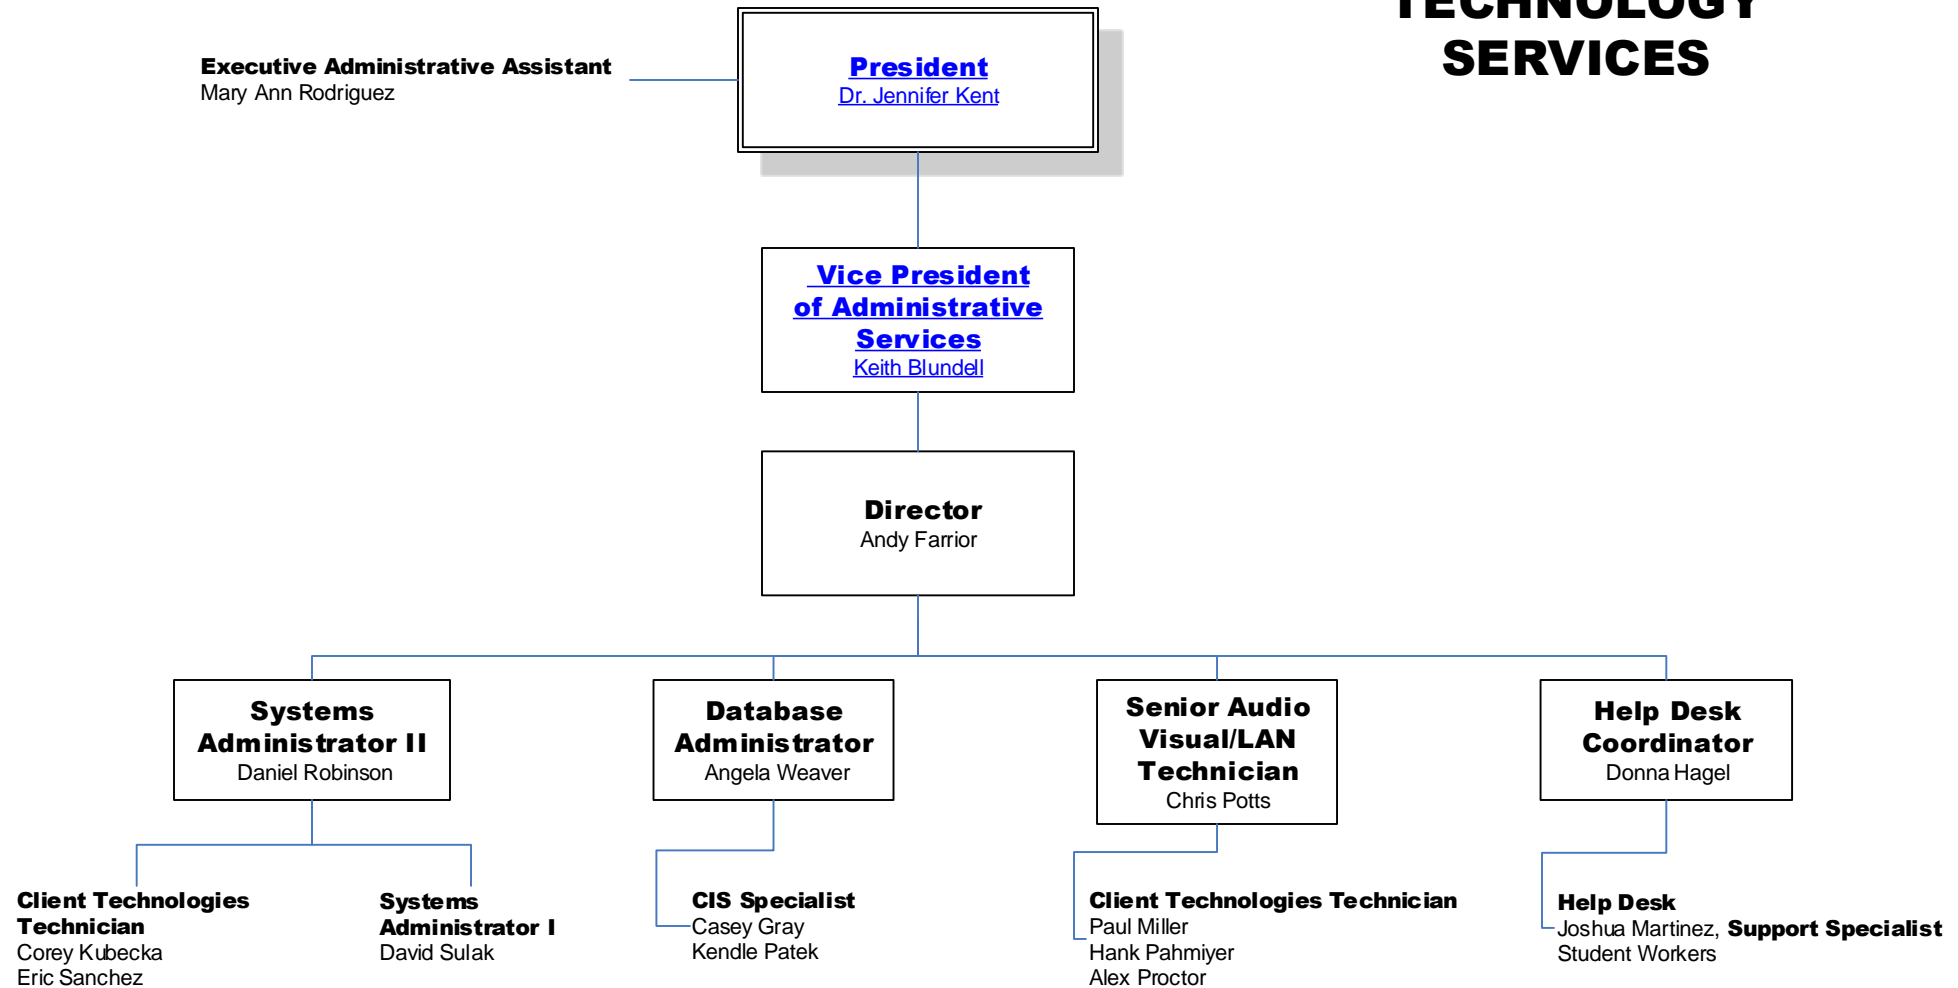 TECHNOLOGY
SERVICES
Executive Administrative Assistant
Mary Ann Rodriguez
President
Dr. Jennifer Kent
Vice President
of Administrative
Services
Keith Blundell
Director
Andy Farrior
Systems
Administrator II
Daniel Robinson
Database
Administrator
Angela Weaver
Senior Audio
Visual/LAN
Technician
Chris Potts
Help Desk
Coordinator
Donna Hagel
Client Technologies
Technician
Corey Kubecka
Eric Sanchez
Systems
Administrator I
David Sulak
CIS Specialist
Casey Gray
Kendle Patek
Client Technologies Technician
Paul Miller
Hank Pahmiyer
Alex Proctor
Help Desk
Joshua Martinez, Support Specialist
Student Workers